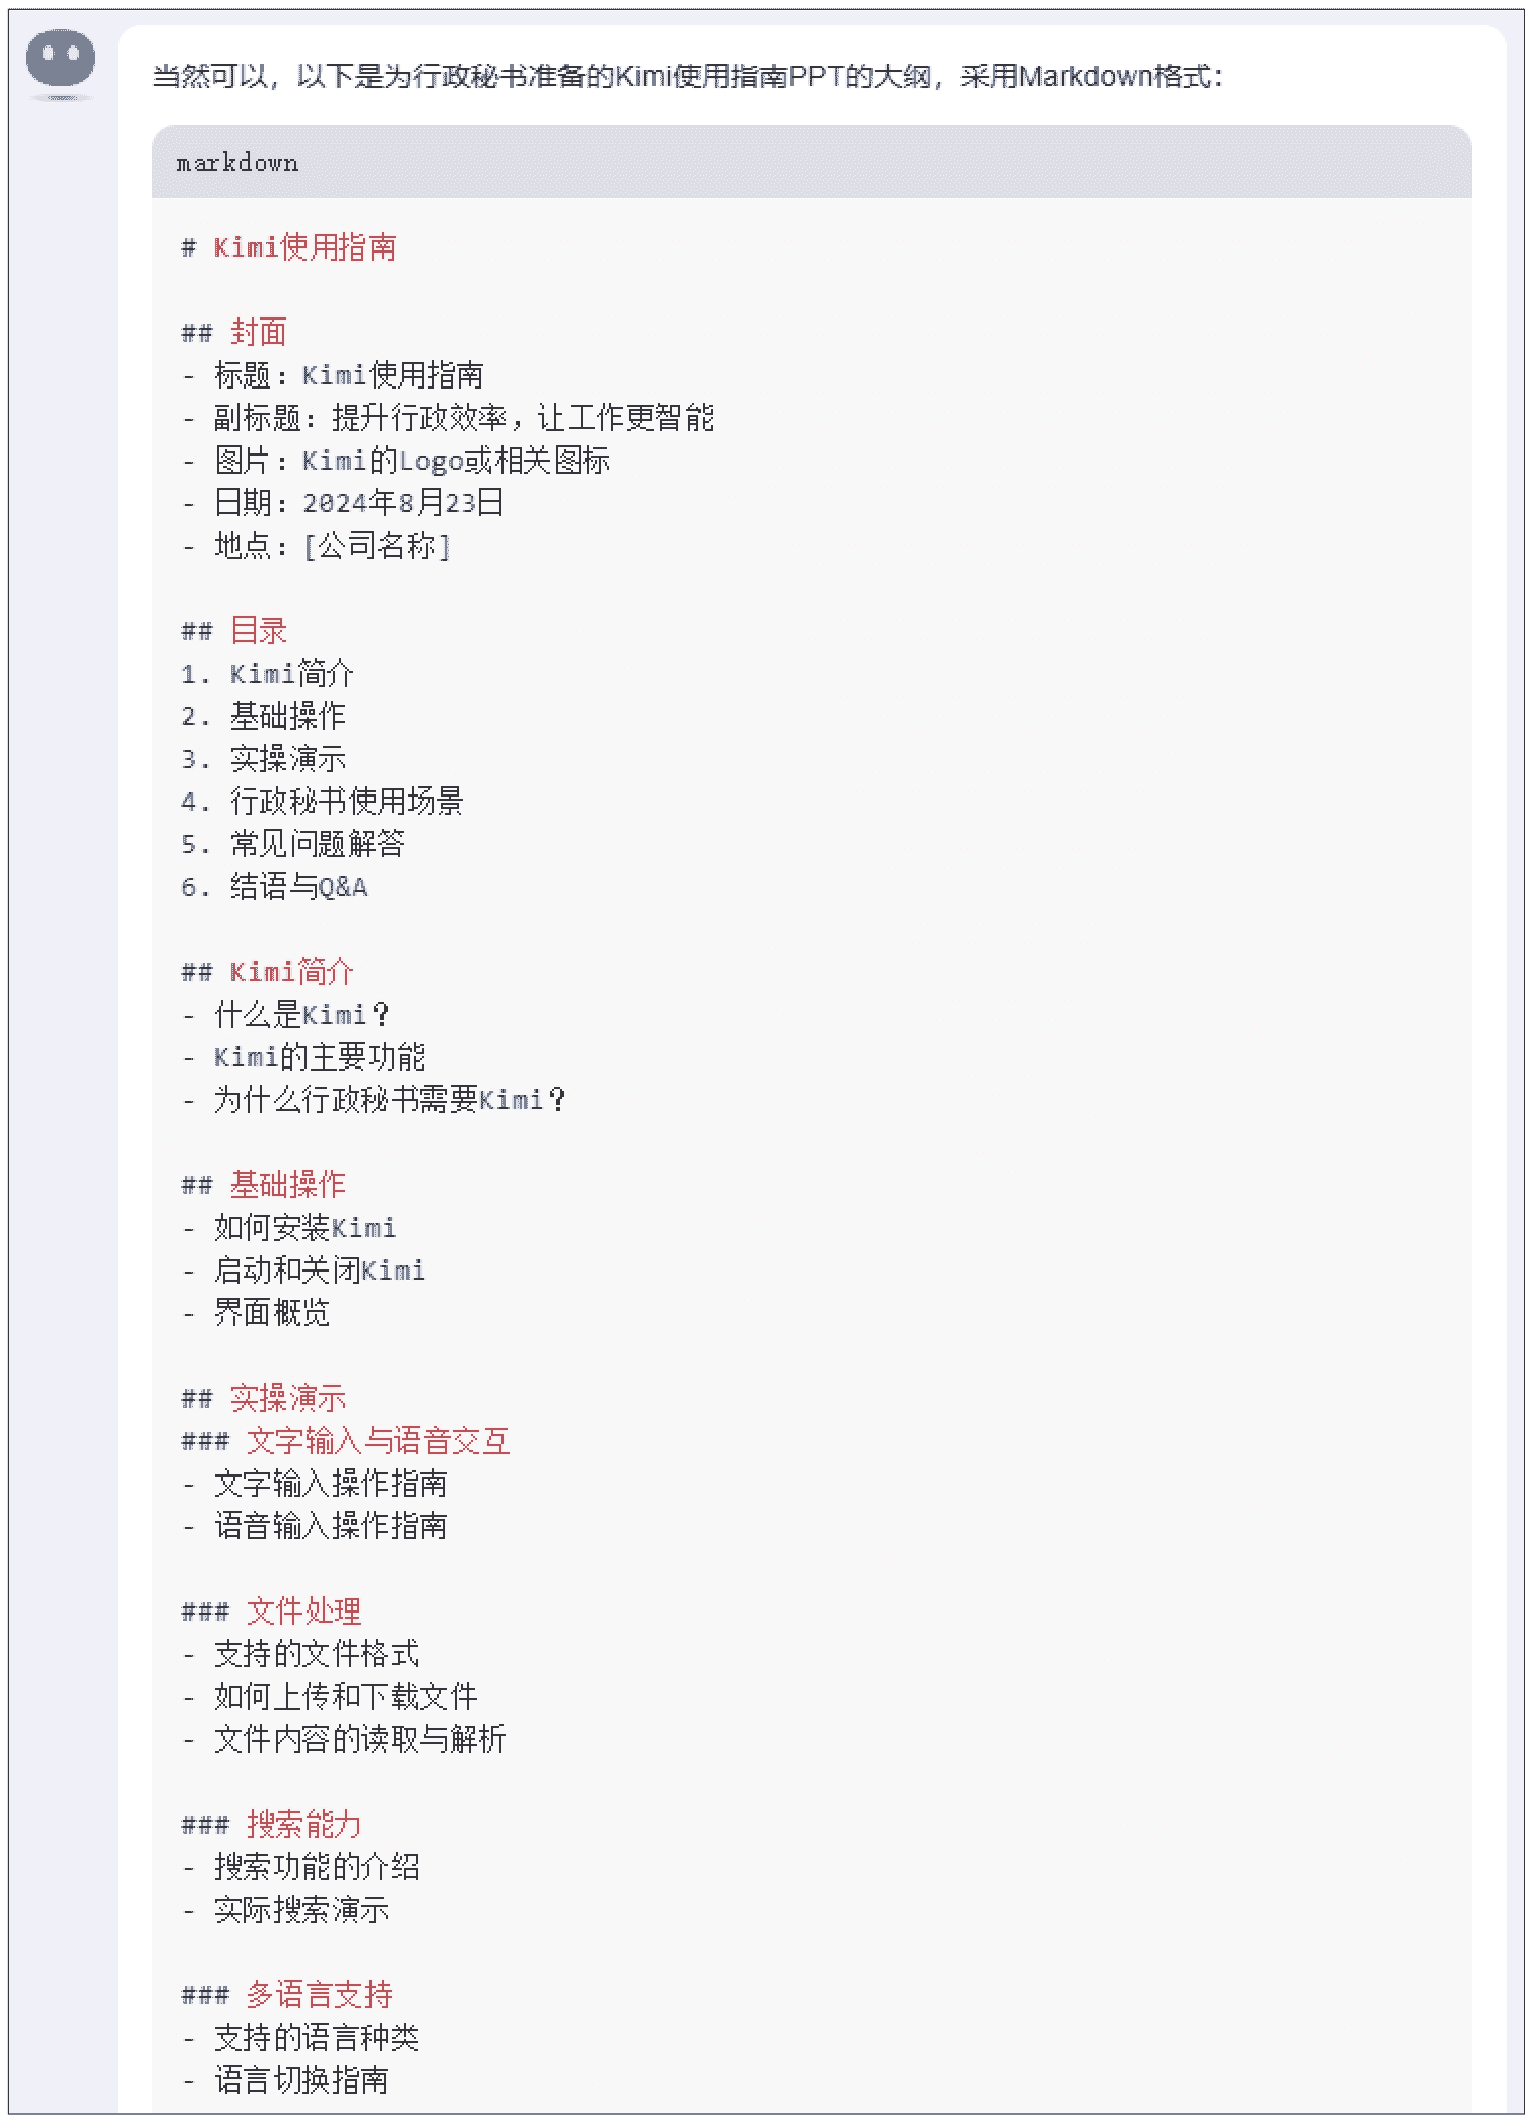 当然可以，以下是为行政秘书准备的Kimi使用指南PPT的大纲，采用Markdown格式：
markdown
# Kimi使用指南
## 封面
- 标题：Kimi使用指南
- 副标题：提升行政效率，让工作更智能
- 图片：Kimi的Logo或相关图标
- 日期：2024年8月23日
- 地点：[公司名称]
## 目录
1. Kimi简介
2. 基础操作
3. 实操演示
4. 行政秘书使用场景
5. 常见问题解答
6. 结语与Q&A
## Kimi简介
- 什么是Kimi？
- Kimi的主要功能
- 为什么行政秘书需要Kimi？
## 基础操作
- 如何安装Kimi
- 启动和关闭Kimi
- 界面概览
## 实操演示
### 文字输入与语音交互
- 文字输入操作指南
- 语音输入操作指南
### 文件处理
- 支持的文件格式
- 如何上传和下载文件
- 文件内容的读取与解析
### 搜索能力
- 搜索功能的介绍
- 实际搜索演示
### 多语言支持
- 支持的语言种类
- 语言切换指南